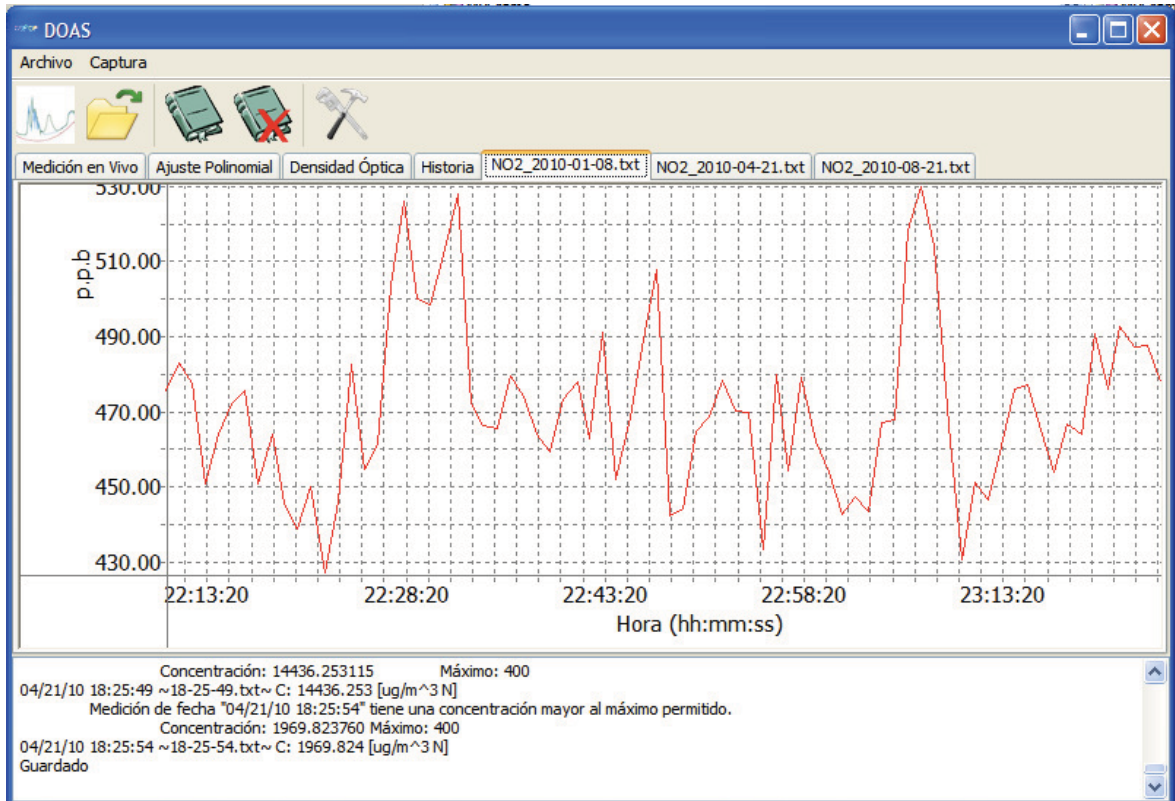 DOAS
Archivo Captura
Medición en Vivo Ajuste Polinomial Densidad Óptica Historia NO2_2010-01-08.txt NO2_2010-04-21.txt NO2_2010-08-21.txt
530.00
p.p.b
510.00
490.00
470.00
450.00
430.00
22:13:20 22:28:20 22:43:20 22:58:20 23:13:20
Hora (hh:mm:ss)
Concentración: 14436.253115 Máximo: 400
04/21/10 18:25:49 ~18-25-49.txt~ C: 14436.253 [ug/m^3 N]
Medición de fecha "04/21/10 18:25:54" tiene una concentración mayor al máximo permitido.
Concentración: 1969.823760 Máximo: 400
04/21/10 18:25:54 ~18-25-54.txt~ C: 1969.824 [ug/m^3 N]
Guardado